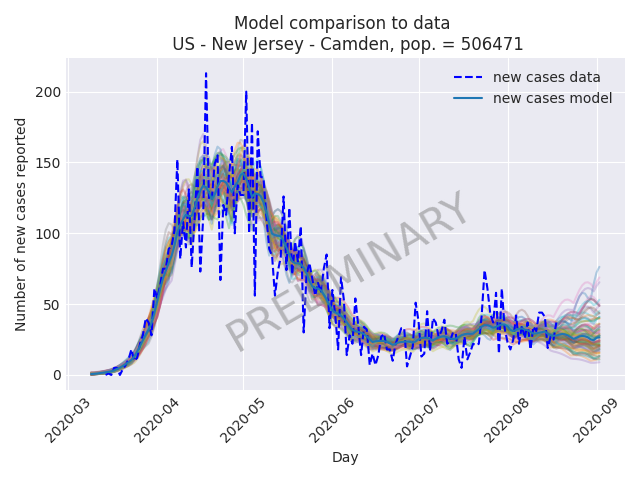 Model comparison to data
US - New Jersey - Camden, pop. = 506471
new cases data
new cases model
Number of new cases reported
200
150
100
50
0
PRELIMINARY
2020-03
2020-04
2020-05
2020-06
2020-07
2020-08
2020-09
Day